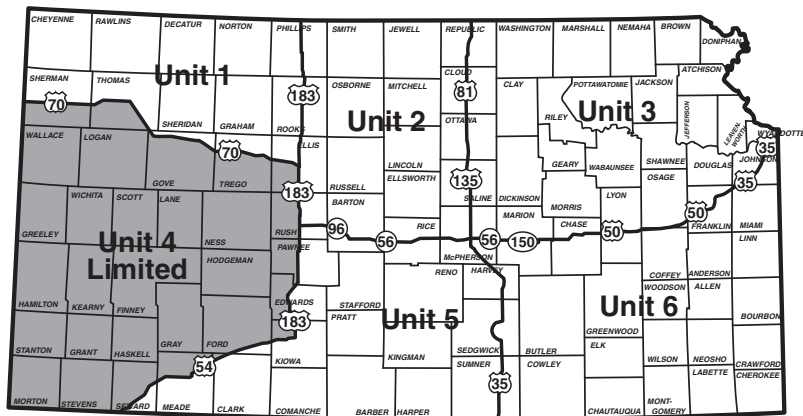 CHEYENNE RAWLINS DECATUR NORTON PHILLIPS SMITH JEWELL REPUBLIC WASHINGTON MARSHALL NEMAHA BROWN
DONIPHAN
SHERMAN THOMAS Unit 1 183 OSBORNE MITCHELL CLOUD 81 CLAY POTTAWATOMIE JACKSON ATCHISON
70 SHERIDAN GRAHAM ROOKS Unit 2 OTTAWA RILEY Unit 3 JEFFERSON LEAVEN-
WORTH WYANDOTTE
WALLACE LOGAN 70 ELLIS LINCOLN GEARY WABAUNSEE SHAWNEE DOUGLAS JOHNSON 35
GOVE TREGO 183 RUSSELL ELLSWORTH 135 SALINE DICKINSON MORRIS LYON OSAGE 35
WICHITA SCOTT LANE BARTON MARION
GREELEY NESS RUSH 96 RICE 56 56 150 CHASE 50 50 FRANKLIN MIAMI
Unit 4
Limited
HODGEMAN PAWNEE McPHERSON LINN
HAMILTON KEARNY FINNEY EDWARDS STAFFORD RENO HARVEY COFFEY ANDERSON
183 PRATT Unit 5 Unit 6 WOODSON ALLEN BOURBON
STANTON GRANT HASKELL GRAY FORD KIOWA KINGMAN SEDGWICK BUTLER GREENWOOD WILSON NEOSHO CRAWFORD
54 SUMNER COWLEY ELK LABETTE CHEROKEE
MORTON STEVENS SEWARD MEADE CLARK COMANCHE BARBER HARPER 35 CHAUTAUQUA MONT-
GOMERY